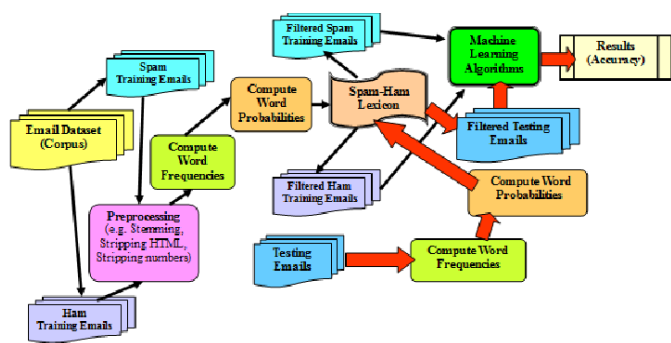 Spam
Training Emails
Email Dataset
(Corpus)
Ham
Training Emails
Preprocessing
(e.g. Stemming,
Stripping HTML,
Stripping numbers)
Compute
Word
Frequencies
Compute
Word
Probabilities
Filtered Spam
Training Emails
Spam-Ham
Lexicon
Filtered Ham
Training Emails
Machine
Learning
Algorithms
Results
(Accuracy)
Filtered Testing
Emails
Compute Word
Probabilities
Testing
Emails
Compute Word
Frequencies